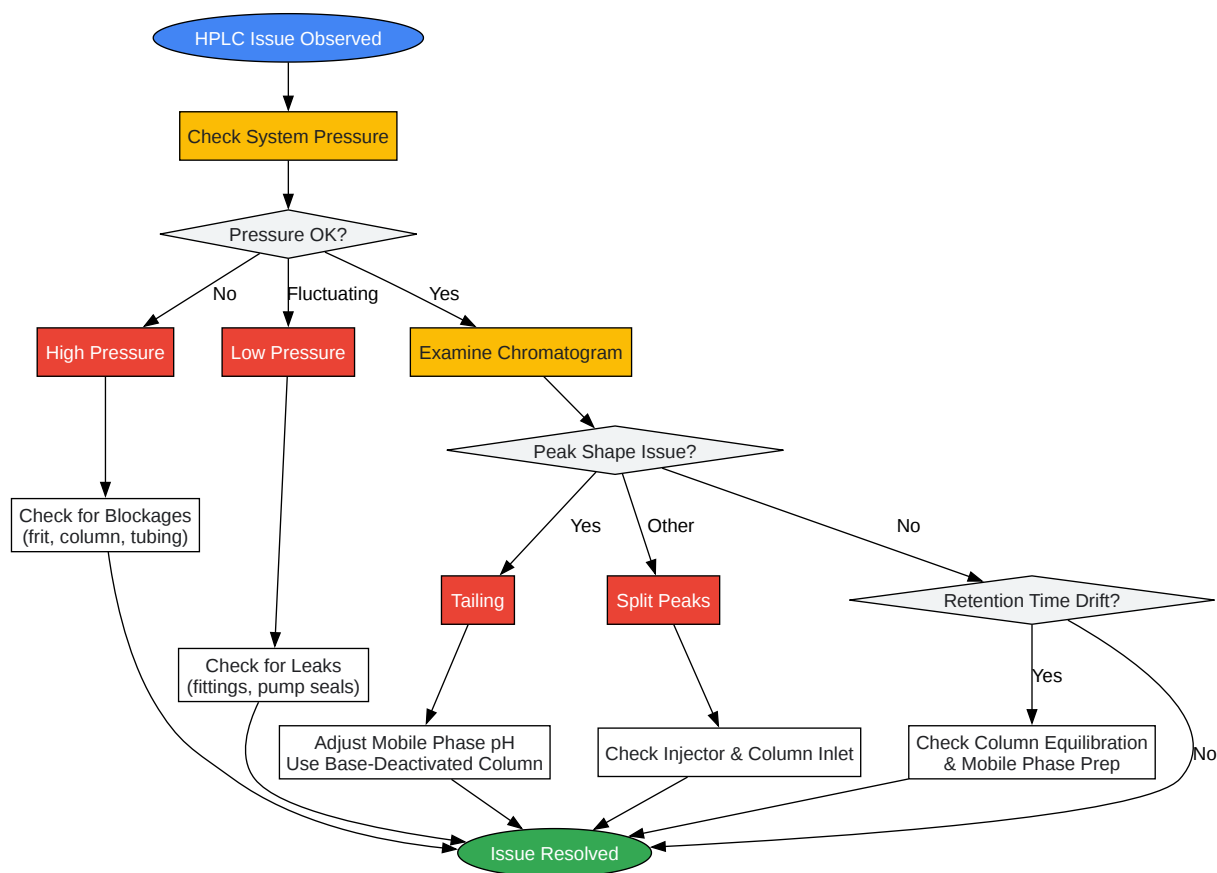 HPLC Issue Observed
Check System Pressure
Pressure OK?
No
Fluctuating
Yes
High Pressure
Low Pressure
Examine Chromatogram
Peak Shape Issue?
Check for Blockages
(frit, column, tubing)
Yes
Other
No
Tailing
Split Peaks
Retention Time Drift?
Check for Leaks
(fittings, pump seals)
Yes
Adjust Mobile Phase pH
Use Base-Deactivated Column
Check Injector & Column Inlet
Check Column Equilibration
& Mobile Phase Prep
No
Issue Resolved